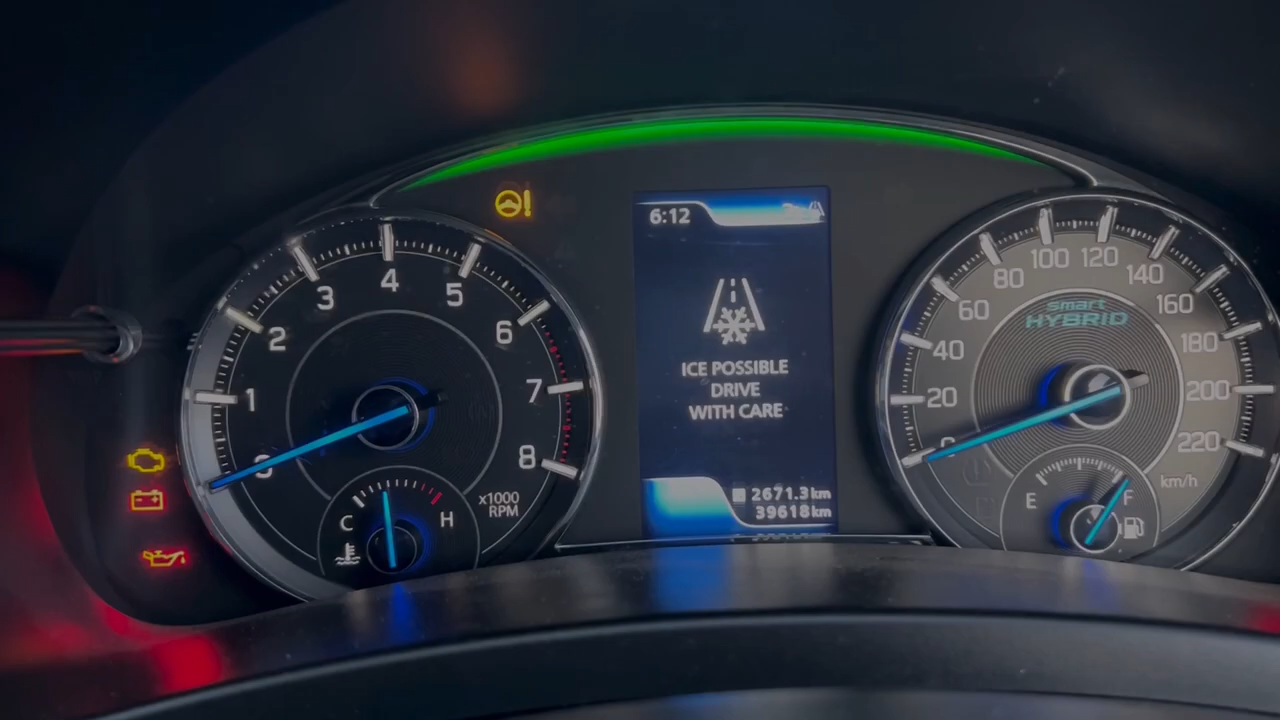 6:12
ICE POSSIBLE
DRIVE
WITH CARE
2671.3km
39618km
0
1
2
3
4
5
6
7
8
x1000
RPM
C
H
smart
HYBRID
0
20
40
60
80
100
120
140
160
180
200
220
km/h
E
F